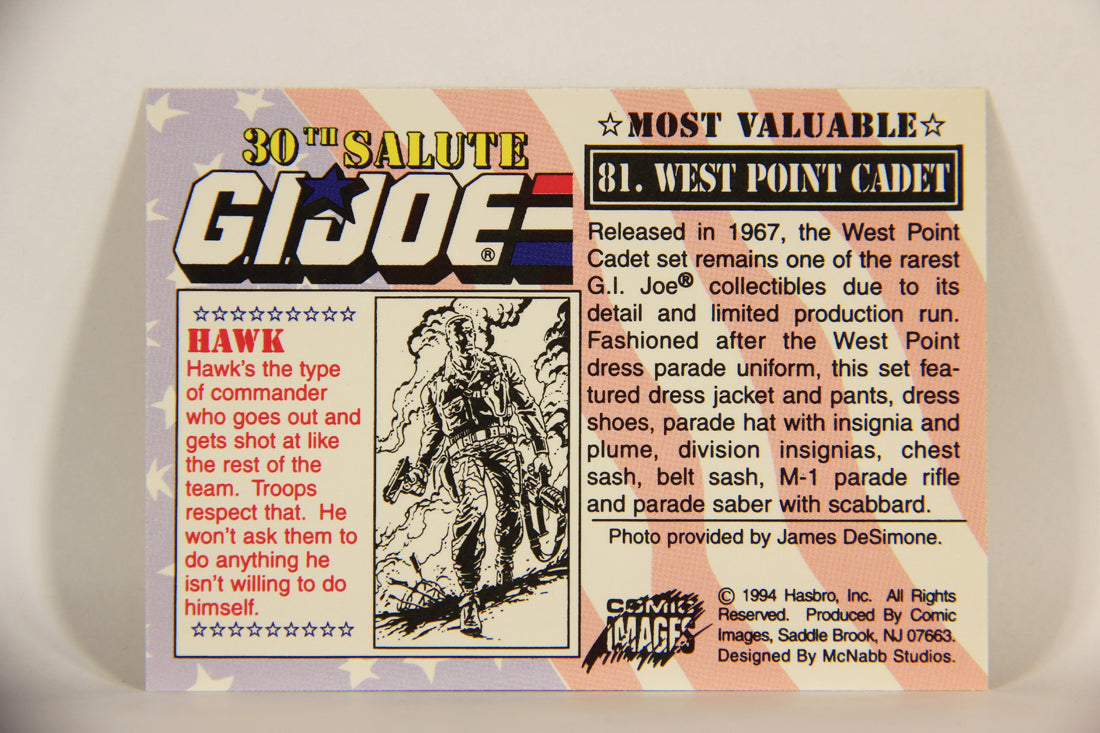 30TH SALUTE
G.I. JOE®
HAWK
Hawk's the type
of commander
who goes out and
gets shot at like
the rest of the
team. Troops
respect that. He
won't ask them to
do anything he
isn't willing to do
himself.
☆MOST VALUABLE☆
81. WEST POINT CADET
Released in 1967, the West Point
Cadet set remains one of the rarest
G.I. Joe® collectibles due to its
detail and limited production run.
Fashioned after the West Point
dress parade uniform, this set fea-
tured dress jacket and pants, dress
shoes, parade hat with insignia and
plume, division insignias, chest
sash, belt sash, M-1 parade rifle
and parade saber with scabbard.
Photo provided by James DeSimone.
COMIC
IMAGES
© 1994 Hasbro, Inc. All Rights
Reserved. Produced By Comic
Images, Saddle Brook, NJ 07663.
Designed By McNabb Studios.